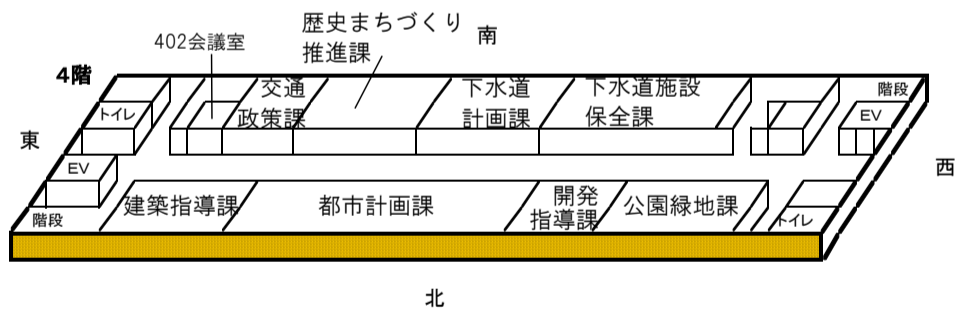 歴史まちづくり
推進課
南
402会議室
4階
交通
政策課
下水道
計画課
下水道施設
保全課
階段
トイレ
EV
東
EV
西
建築指導課
都市計画課
開発
指導課
公園緑地課
階段
トイレ
北